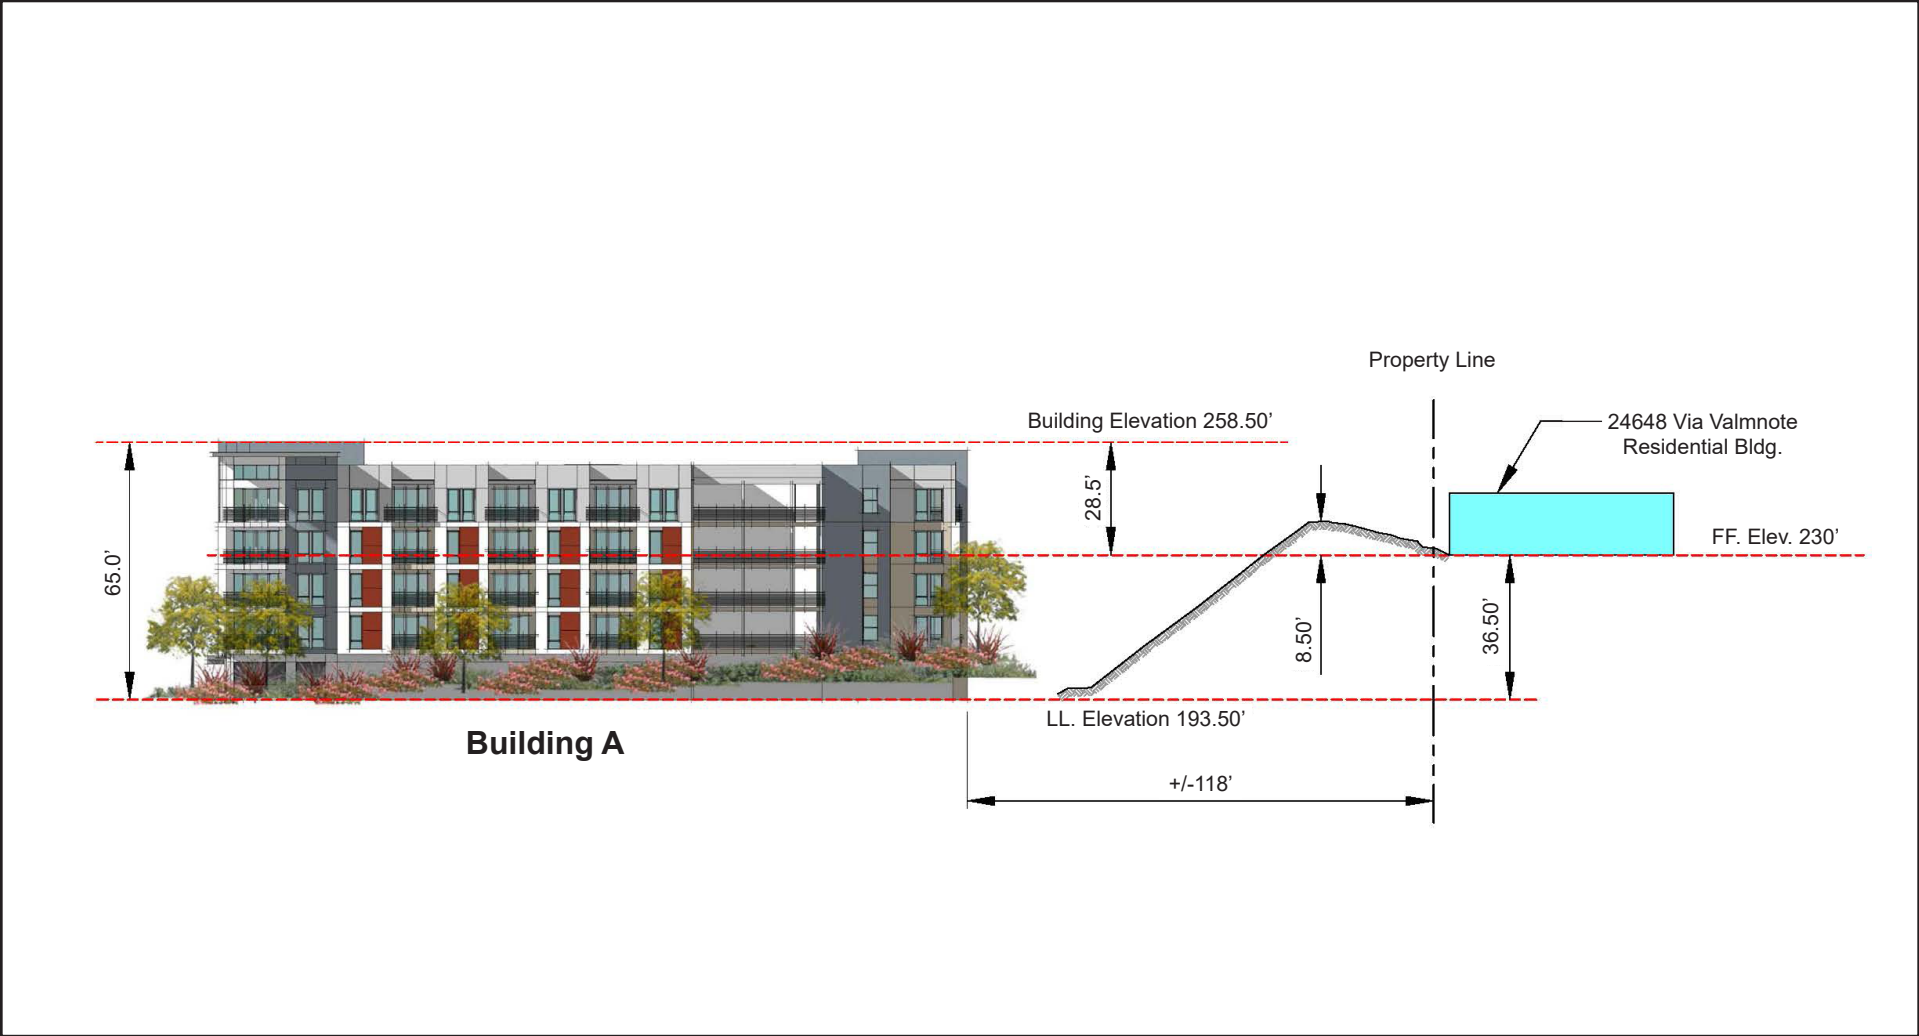 Property Line
Building Elevation 258.50’
24648 Via Valmnote
Residential Bldg.
28.5’
FF. Elev. 230’
65.0’
8.50’
36.50’
LL. Elevation 193.50’
Building A
+/-118’